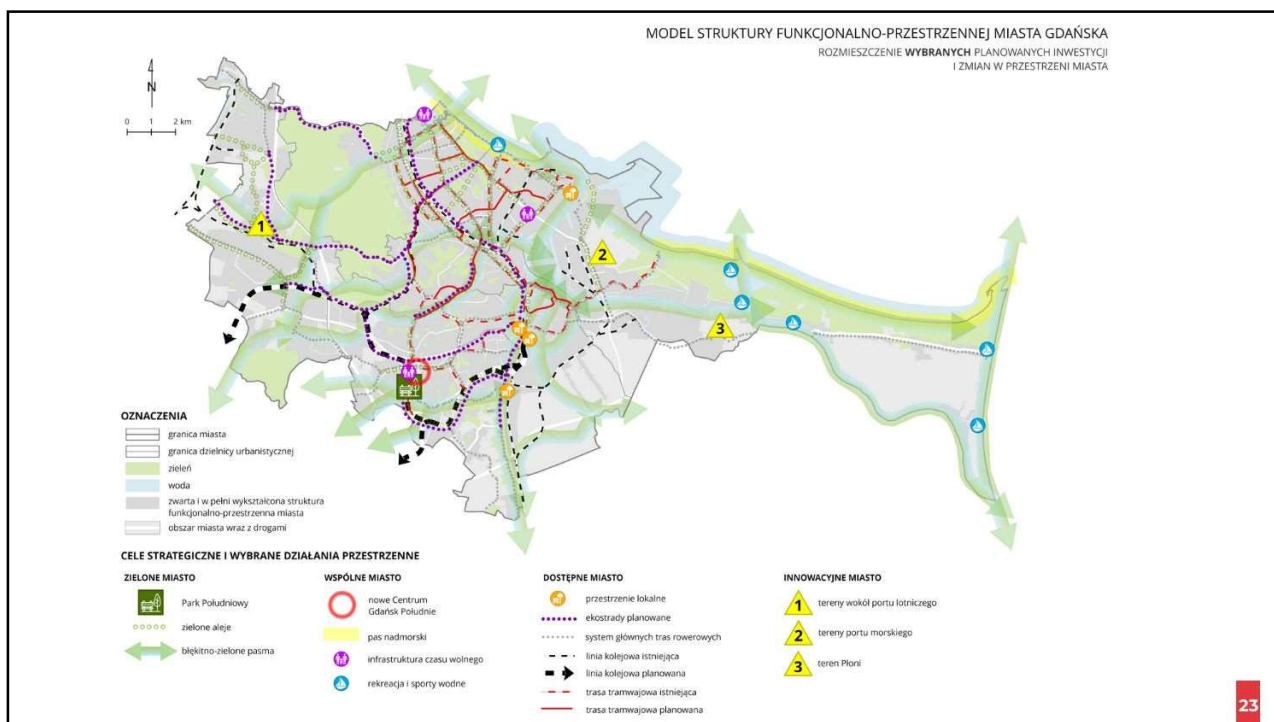 MODEL STRUKTURY FUNKCJONALNO-PRZESTRZENNEJ MIASTA GDAŃSKA
ROZMIESZCZENIE WYBRANYCH PLANOWANYCH INWESTYCJI
I ZMIAN W PRZESTRZENI MIASTA
N
0 1 2 km
1
2
3
OZNACZENIA
granica miasta
granica dzielnicy urbanistycznej
zieleń
woda
zwarta i w pełni wykształcona struktura
funkcjonalno-przestrzenna miasta
obszar miasta wraz z drogami
CELE STRATEGICZNE I WYBRANE DZIAŁANIA PRZESTRZENNE
ZIELONE MIASTO
Park Południowy
zielone aleje
błękitno-zielone pasma
WSPÓLNE MIASTO
nowe Centrum
Gdańsk Południe
pas nadmorski
infrastruktura czasu wolnego
rekreacja i sporty wodne
DOSTĘPNE MIASTO
przestrzenie lokalne
ekostrady planowane
system głównych tras rowerowych
linia kolejowa istniejąca
linia kolejowa planowana
trasa tramwajowa istniejąca
trasa tramwajowa planowana
INNOWACYJNE MIASTO
1 tereny wokół portu lotniczego
2 tereny portu morskiego
3 teren Płoni
23